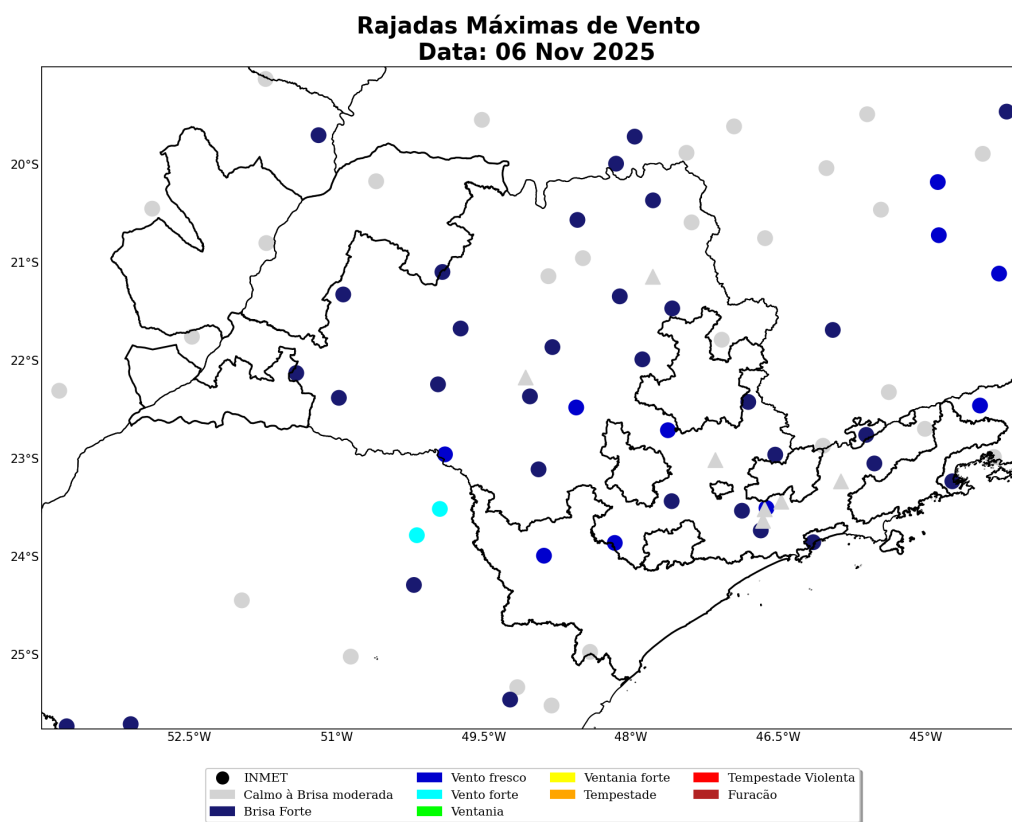 Rajadas Máximas de Vento
Data: 06 Nov 2025
20°S
21°S
22°S
23°S
24°S
25°S
52.5°W 51°W 49.5°W 48°W 46.5°W 45°W
INMET Vento fresco Ventania forte Tempestade Violenta
Calmo à Brisa moderada Vento forte Tempestade Furacão
Brisa Forte Ventania